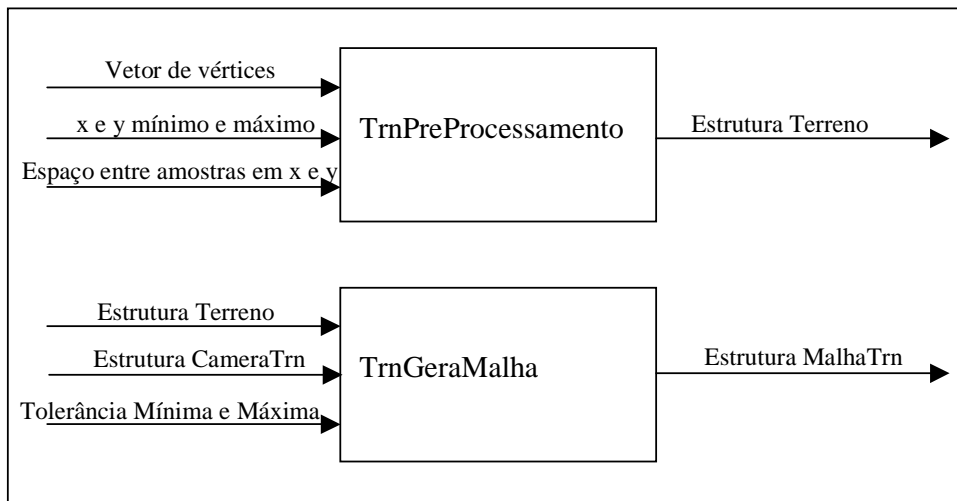 Vetor de vértices
x e y mínimo e máximo
Espaço entre amostras em x e y
TrnPreProcessamento
Estrutura Terreno
Estrutura Terreno
Estrutura CameraTrn
Tolerância Mínima e Máxima
TrnGeraMalha
Estrutura MalhaTrn